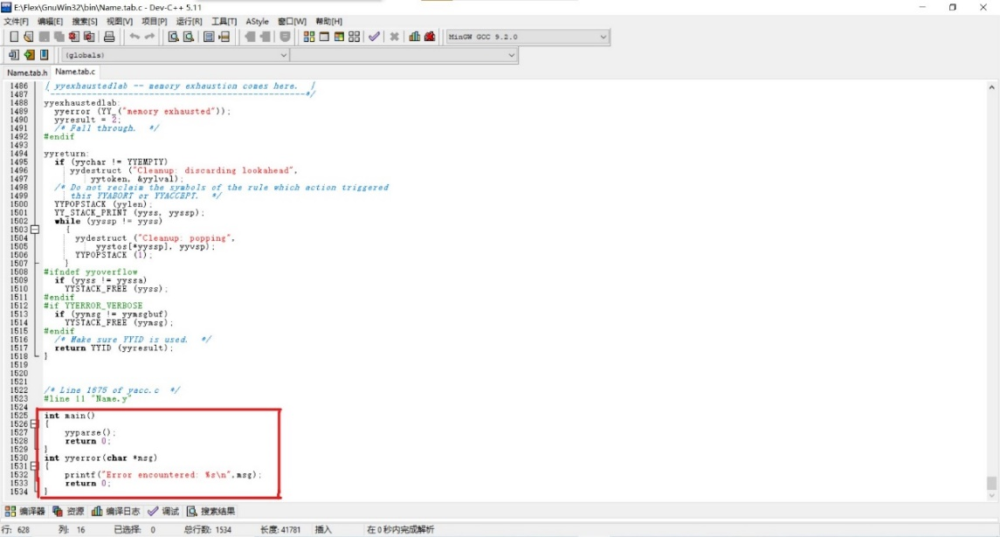 E:\Flex\GnuWin32\bin\Name.tab.c - Dev-C++ 5.11
文件[F] 编辑[E] 搜索[S] 视图[V] 项目[P] 运行[R] 工具[T] AStyle 窗口[W] 帮助[H]
MinGW GCC 9.2.0
(globals)
Name.tab.h Name.tab.c
1486 | yyexhaustedlab -- memory exhaustion comes here. |
1487 `-------------------------------------------------*/
1488 yyexhaustedlab:
1489 yyerror (YY_("memory exhausted"));
1490 yyresult = 2;
1491 /* Fall through. */
1492 #endif
1493
1494 yyreturn:
1495 if (yychar != YYEMPTY)
1496 yydestruct ("Cleanup: discarding lookahead",
1497 yytoken, &yylval);
1498 /* Do not reclaim the symbols of the rule which action triggered
1499 this YYABORT or YYACCEPT. */
1500 YYPOPSTACK (yylen);
1501 YY_STACK_PRINT (yyss, yyssp);
1502 while (yyssp != yyss)
1503 {
1504 yydestruct ("Cleanup: popping",
1505 yystos[*yyssp], yyvsp);
1506 YYPOPSTACK (1);
1507 }
1508 #ifndef yyoverflow
1509 if (yyss != yyssa)
1510 YYSTACK_FREE (yyss);
1511 #endif
1512 #if YYERROR_VERBOSE
1513 if (yymsg != yymsgbuf)
1514 YYSTACK_FREE (yymsg);
1515 #endif
1516 /* Make sure YYID is used. */
1517 return YYID (yyresult);
1518 }
1519
1520
1521
1522 /* Line 1675 of yacc.c */
1523 #line 11 "Name.y"
1524
1525 int main()
1526 {
1527 yyparse();
1528 return 0;
1529 }
1530 int yyerror(char *msg)
1531 {
1532 printf("Error encountered: %s\n",msg);
1533 return 0;
1534 }
编译器 资源 编译日志 调试 搜索结果
行: 628 列: 16 已选择: 0 总行数: 1534 长度: 41781 插入 在 0 秒内完成解析